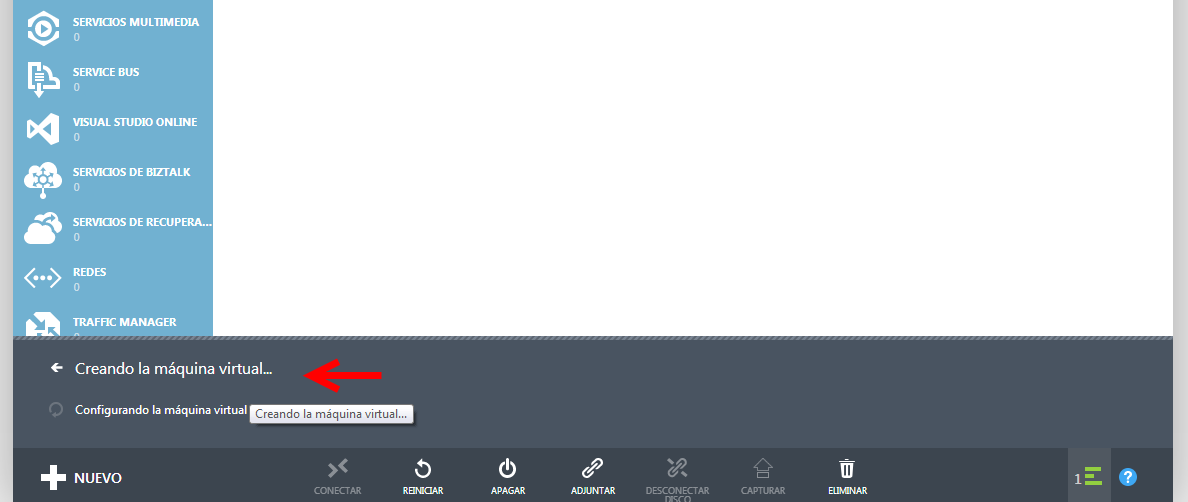 SERVICIOS MULTIMEDIA
0
SERVICE BUS
0
VISUAL STUDIO ONLINE
0
SERVICIOS DE BIZTALK
0
SERVICIOS DE RECUPERA...
0
REDES
0
TRAFFIC MANAGER
0
Creando la máquina virtual...
Configurando la máquina virtual
Creando la máquina virtual...
NUEVO
CONECTAR
REINICIAR
APAGAR
ADJUNTAR
DESCONECTAR
DISCO
CAPTURAR
ELIMINAR
1
?